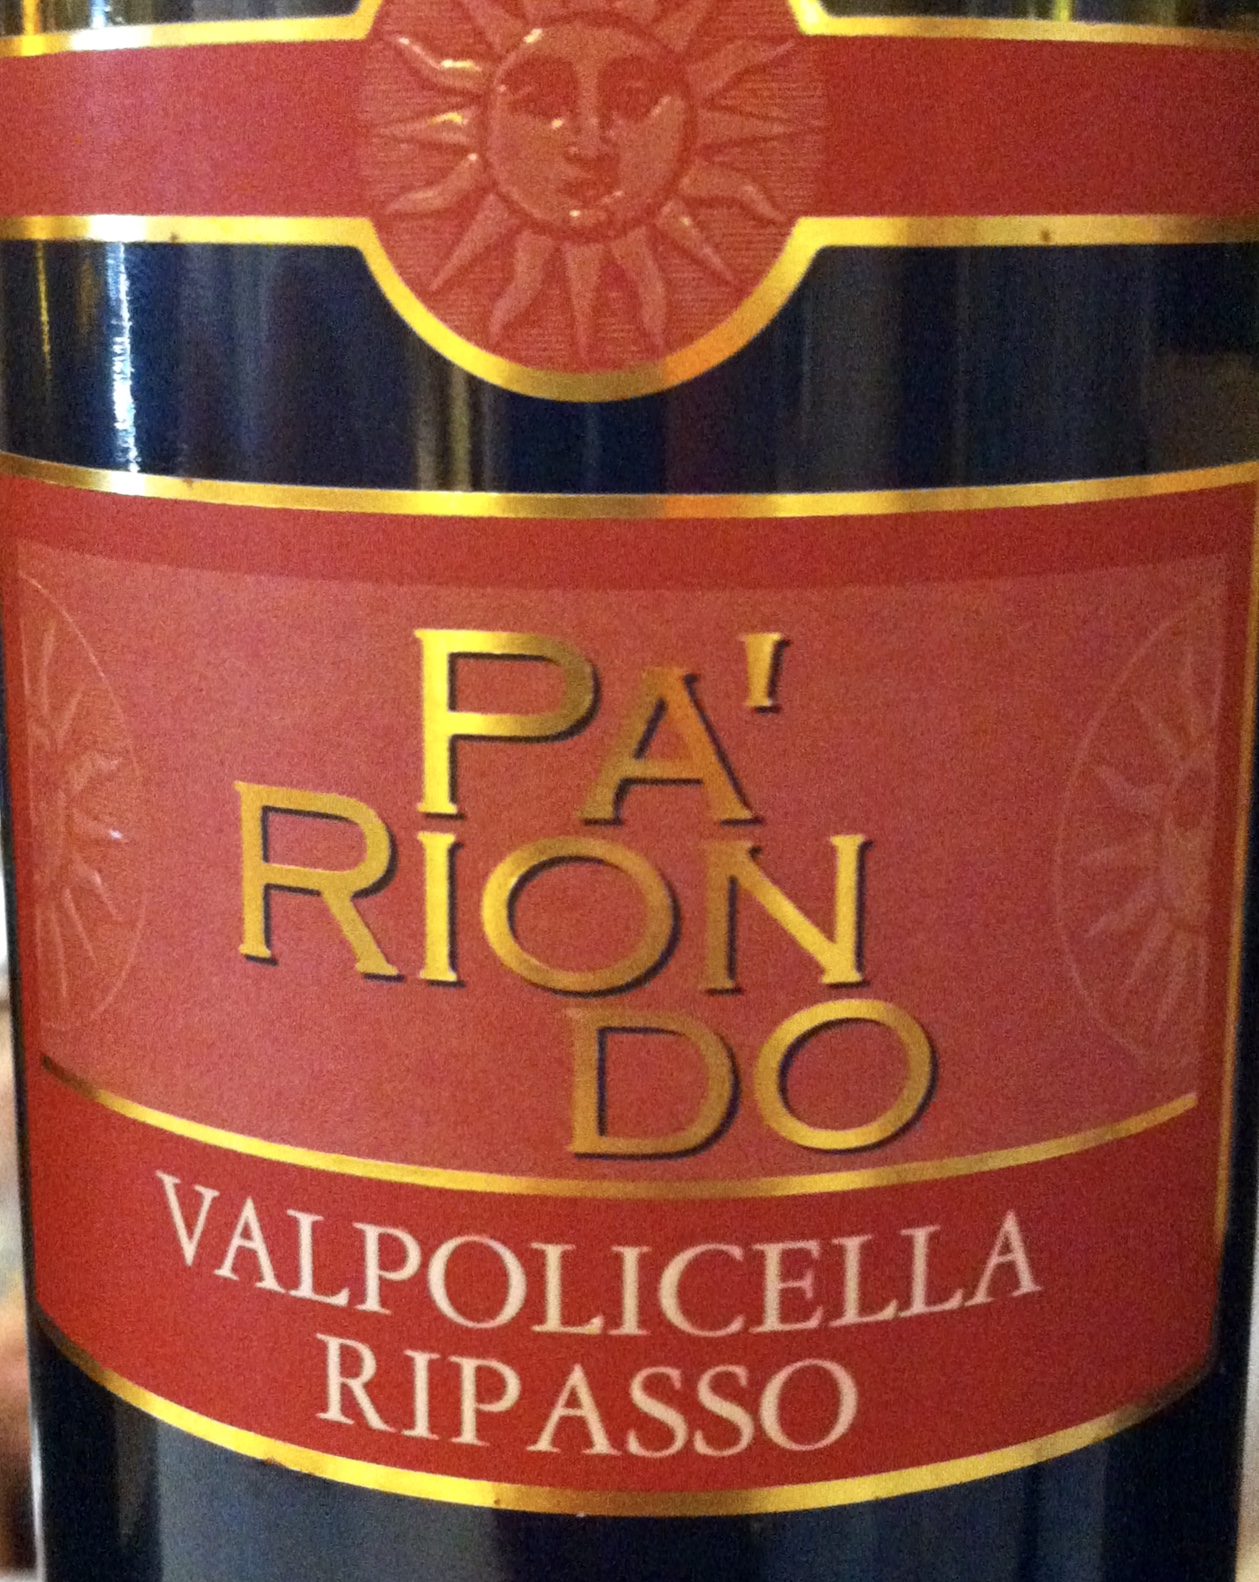 PA'
RION
DO
VALPOLICELLA
RIPASSO